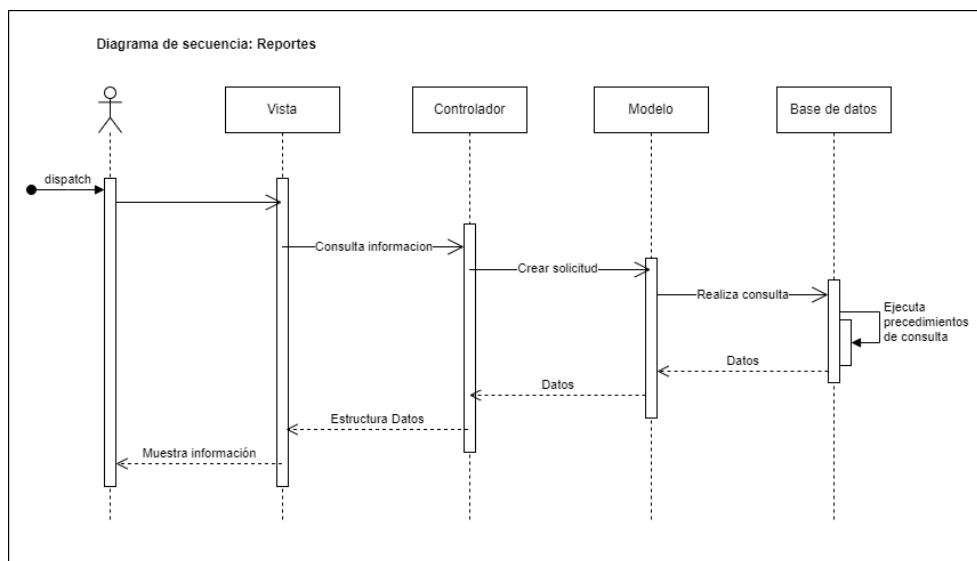 Diagrama de secuencia: Reportes
Vista
Controlador
Modelo
Base de datos
dispatch
Consulta informacion
Crear solicitud
Realiza consulta
Ejecuta
precedimientos
de consulta
Datos
Datos
Estructura Datos
Muestra información